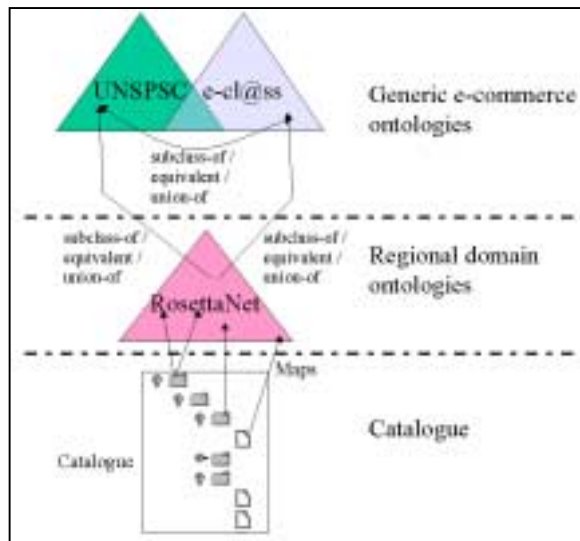 UNSPSC e-cl@ss
Generic e-commerce
ontologies
subclass-of /
equivalent /
union-of
subclass-of /
equivalent /
union-of
subclass-of /
equivalent /
union-of
Regional domain
ontologies
RosettaNet
Maps
Catalogue
Catalogue